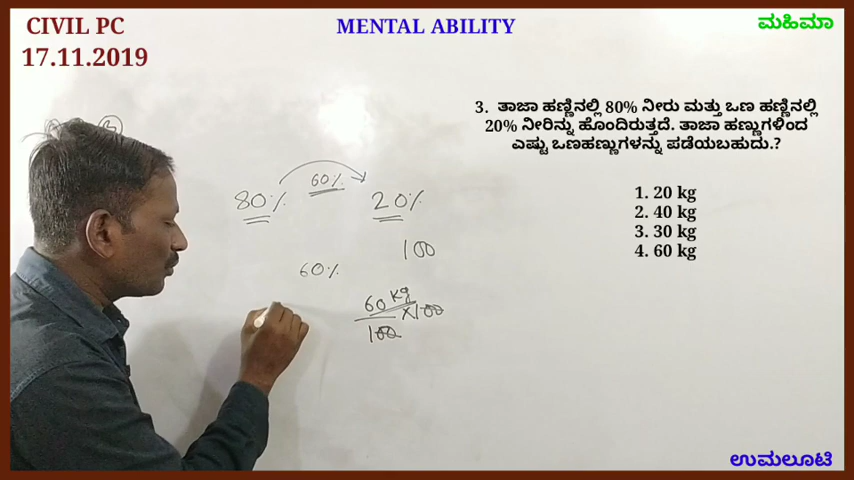 CIVIL PC
MENTAL ABILITY
ಮಹಿಮಾ
17.11.2019
3. ತಾಜಾ ಹಣ್ಣಿನಲ್ಲಿ 80% ನೀರು ಮತ್ತು ಒಣ ಹಣ್ಣಿನಲ್ಲಿ
20% ನೀರಿನ್ನು ಹೊಂದಿರುತ್ತದೆ. ತಾಜಾ ಹಣ್ಣುಗಳಿಂದ
ಎಷ್ಟು ಒಣಹಣ್ಣುಗಳನ್ನು ಪಡೆಯಬಹುದು.?
1. 20 kg
2. 40 kg
3. 30 kg
4. 60 kg
60%
80% 20%
100
60%
60 kg
×100
100
ಉಮಲೂಟಿ